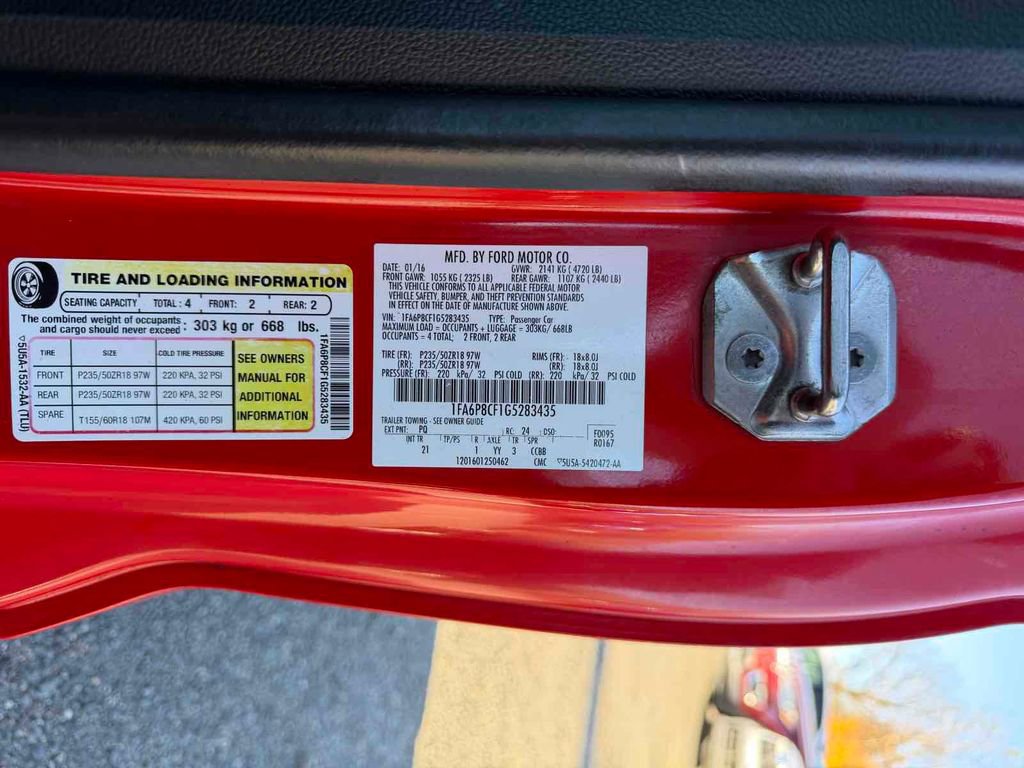 TIRE AND LOADING INFORMATION
SEATING CAPACITY TOTAL: 4 FRONT: 2 REAR: 2
The combined weight of occupants and cargo should never exceed : 303 kg or 668 lbs.
TIRE SIZE COLD TIRE PRESSURE
FRONT P235/50ZR18 97W 220 KPA, 32 PSI
REAR P235/50ZR18 97W 220 KPA, 32 PSI
SPARE T155/60R18 107M 420 KPA, 60 PSI
SEE OWNERS
MANUAL FOR
ADDITIONAL
INFORMATION
5U5A-1532-AA (TLU)
1FA6P8CF1G5283435
MFD. BY FORD MOTOR CO.
DATE: 01/16 GVWR: 2141 KG ( 4720 LB)
FRONT GAWR: 1055 KG ( 2325 LB) REAR GAWR: 1107 KG ( 2440 LB)
THIS VEHICLE CONFORMS TO ALL APPLICABLE FEDERAL MOTOR
VEHICLE SAFETY, BUMPER, AND THEFT PREVENTION STANDARDS
IN EFFECT ON THE DATE OF MANUFACTURE SHOWN ABOVE.
VIN: 1FA6P8CF1G5283435 TYPE: Passenger Car
MAXIMUM LOAD = OCCUPANTS + LUGGAGE = 303KG/ 668LB
OCCUPANTS = 4 TOTAL; 2 FRONT, 2 REAR
TIRE (FR): P235/50ZR18 97W RIMS (FR): 18x8.0J
(RR): P235/50ZR18 97W (RR): 18x8.0J
PRESSURE (FR): 220 kPa/ 32 PSI COLD (RR): 220 kPa/ 32 PSI COLD
1FA6P8CF1G5283435
TRAILER TOWING - SEE OWNER GUIDE
EXT PNT: PQ RC: 24 DSO: F0095
R0167
INT TR TP/PS R AXLE TR SPR
21 1 YY 3 CCBB
1201601250462 CMC 5U5A-5420472-AA